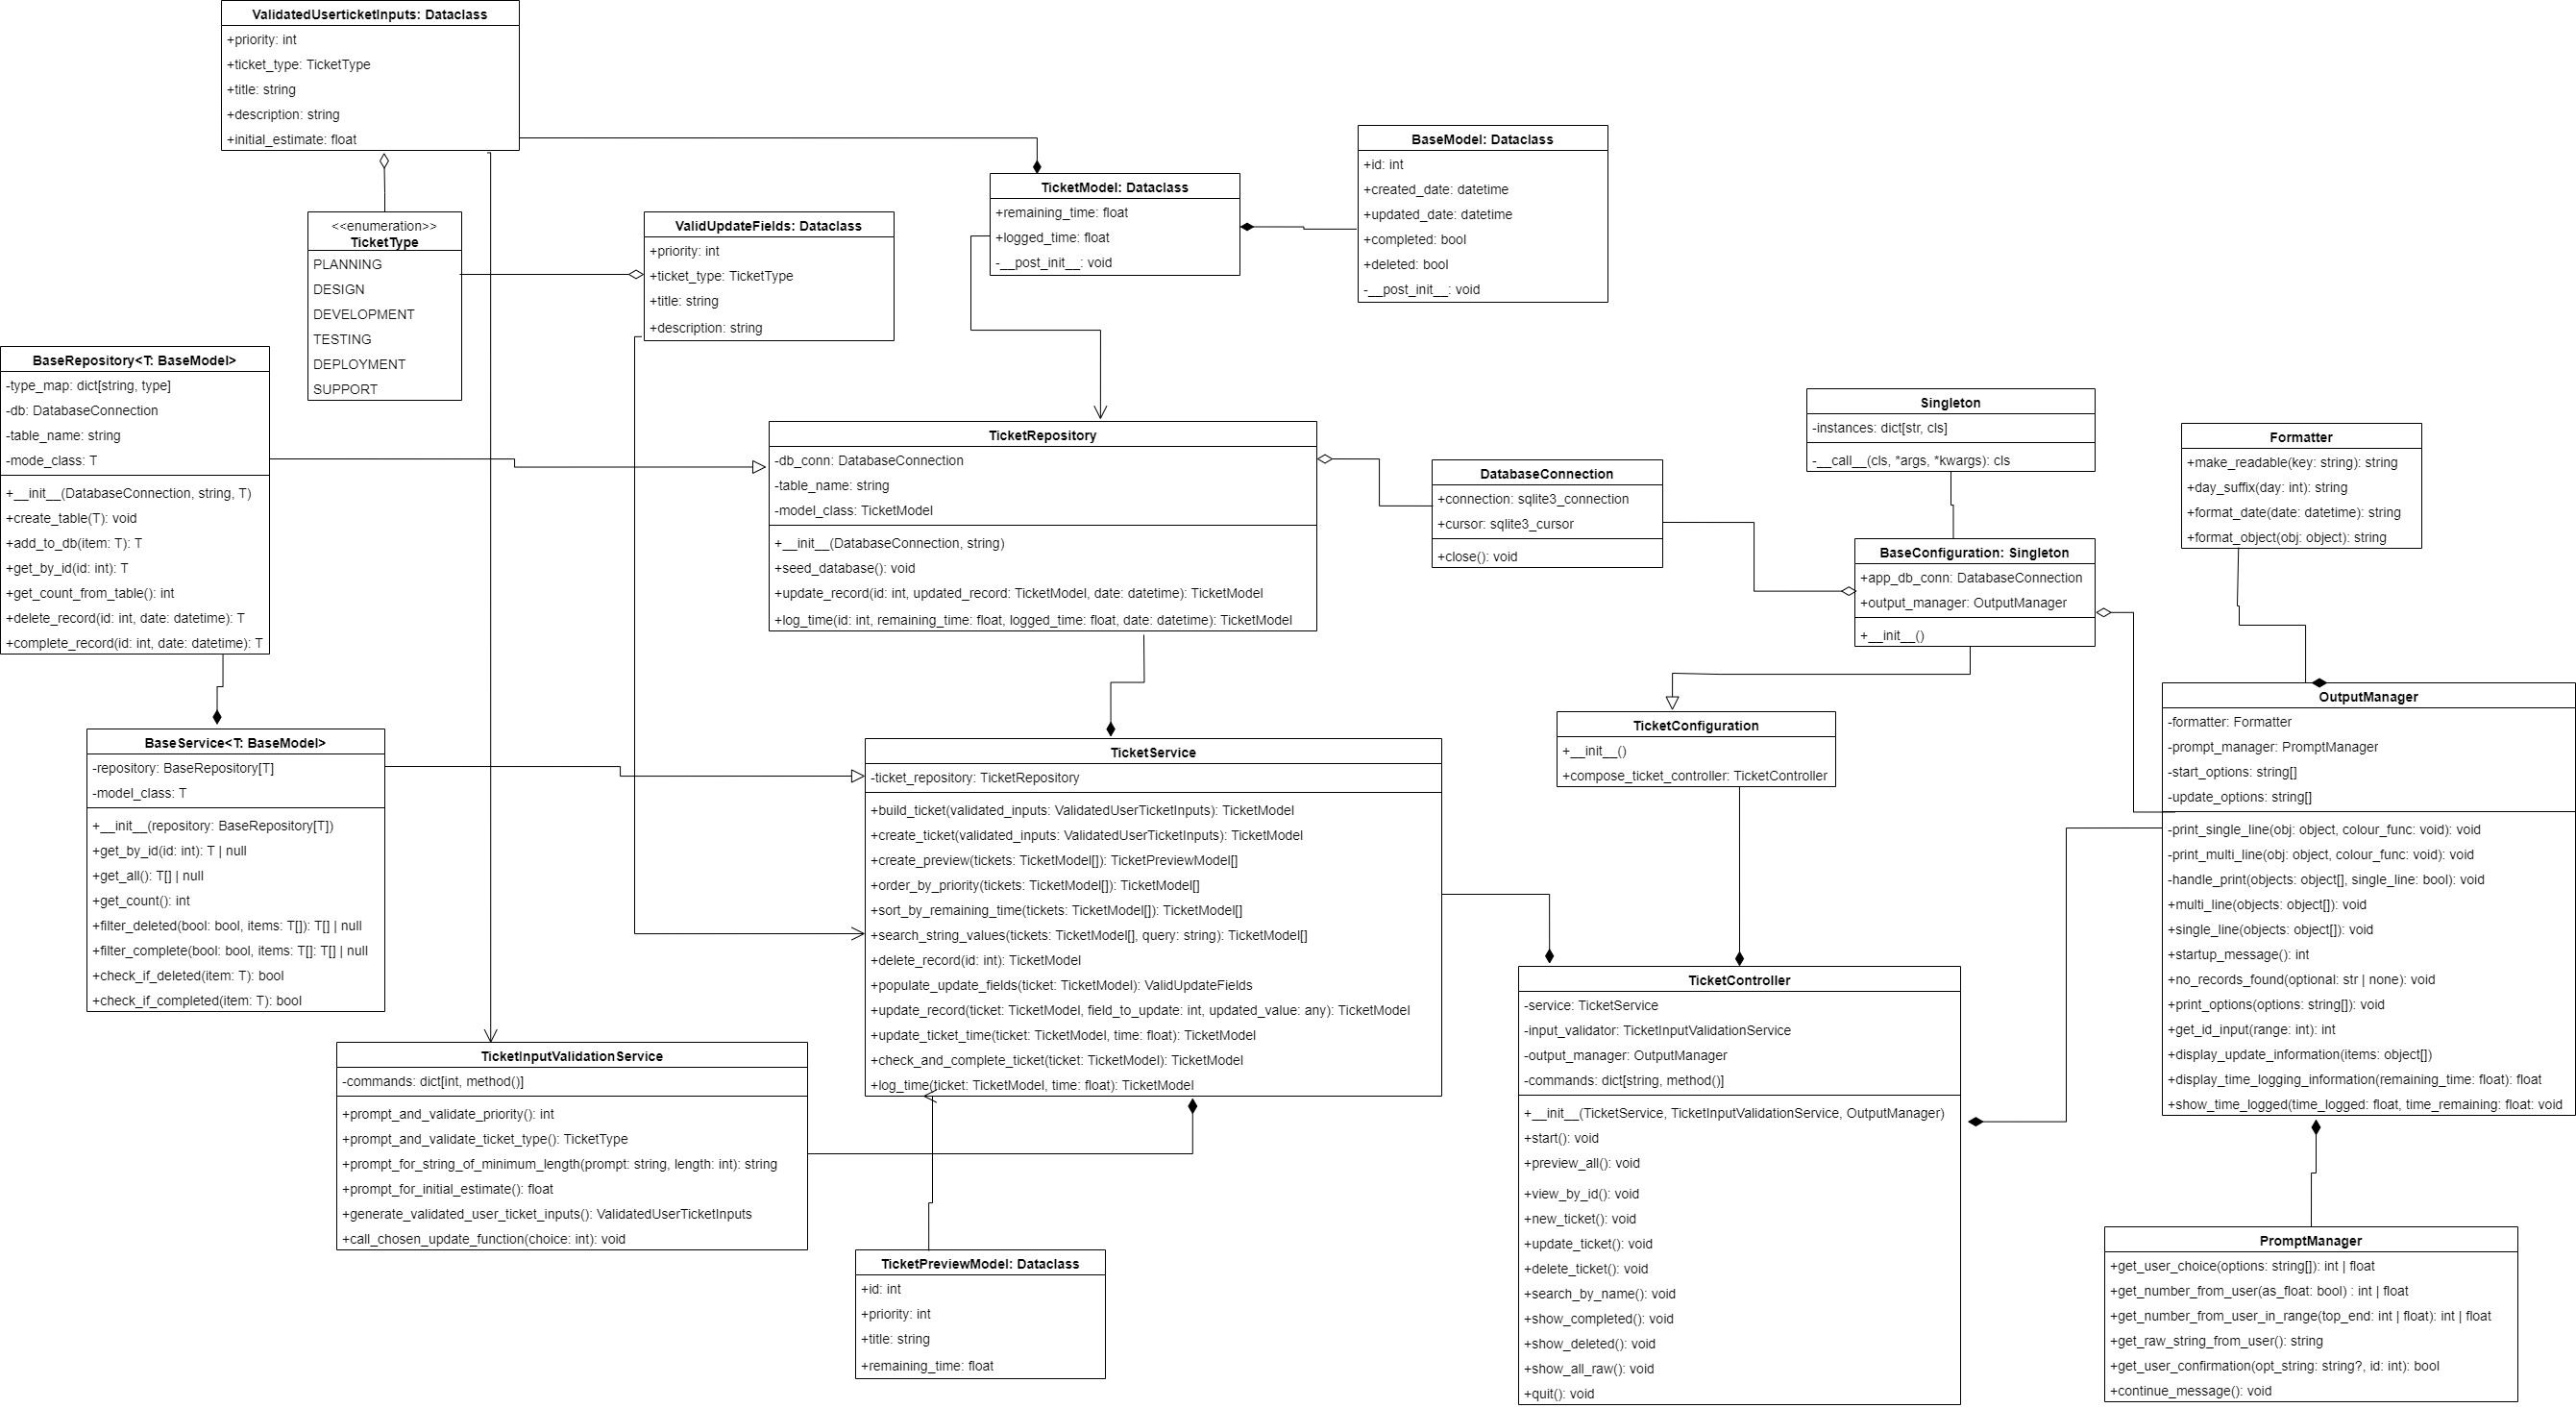 ValidatedUserticketInputs: Dataclass
+priority: int
+ticket_type: TicketType
+title: string
+description: string
+initial_estimate: float
BaseModel: Dataclass
+id: int
+created_date: datetime
+updated_date: datetime
+completed: bool
+deleted: bool
-__post_init__: void
TicketModel: Dataclass
+remaining_time: float
+logged_time: float
-__post_init__: void
<<enumeration>>
TicketType
PLANNING
DESIGN
DEVELOPMENT
TESTING
DEPLOYMENT
SUPPORT
ValidUpdateFields: Dataclass
+priority: int
+ticket_type: TicketType
+title: string
+description: string
BaseRepository<T: BaseModel>
-type_map: dict[string, type]
-db: DatabaseConnection
-table_name: string
-mode_class: T
+__init__(DatabaseConnection, string, T)
+create_table(T): void
+add_to_db(item: T): T
+get_by_id(id: int): T
+get_count_from_table(): int
+delete_record(id: int, date: datetime): T
+complete_record(id: int, date: datetime): T
TicketRepository
-db_conn: DatabaseConnection
-table_name: string
-model_class: TicketModel
+__init__(DatabaseConnection, string)
+seed_database(): void
+update_record(id: int, updated_record: TicketModel, date: datetime): TicketModel
+log_time(id: int, remaining_time: float, logged_time: float, date: datetime): TicketModel
DatabaseConnection
+connection: sqlite3_connection
+cursor: sqlite3_cursor
+close(): void
Singleton
-instances: dict[str, cls]
-__call__(cls, *args, *kwargs): cls
BaseConfiguration: Singleton
+app_db_conn: DatabaseConnection
+output_manager: OutputManager
+__init__()
Formatter
+make_readable(key: string): string
+day_suffix(day: int): string
+format_date(date: datetime): string
+format_object(obj: object): string
BaseService<T: BaseModel>
-repository: BaseRepository[T]
-model_class: T
+__init__(repository: BaseRepository[T])
+get_by_id(id: int): T | null
+get_all(): T[] | null
+get_count(): int
+filter_deleted(bool: bool, items: T[]): T[] | null
+filter_complete(bool: bool, items: T[]: T[] | null
+check_if_deleted(item: T): bool
+check_if_completed(item: T): bool
TicketService
-ticket_repository: TicketRepository
+build_ticket(validated_inputs: ValidatedUserTicketInputs): TicketModel
+create_ticket(validated_inputs: ValidatedUserTicketInputs): TicketModel
+create_preview(tickets: TicketModel[]): TicketPreviewModel[]
+order_by_priority(tickets: TicketModel[]): TicketModel[]
+sort_by_remaining_time(tickets: TicketModel[]): TicketModel[]
+search_string_values(tickets: TicketModel[], query: string): TicketModel[]
+delete_record(id: int): TicketModel
+populate_update_fields(ticket: TicketModel): ValidUpdateFields
+update_record(ticket: TicketModel, field_to_update: int, updated_value: any): TicketModel
+update_ticket_time(ticket: TicketModel, time: float): TicketModel
+check_and_complete_ticket(ticket: TicketModel): TicketModel
+log_time(ticket: TicketModel, time: float): TicketModel
TicketConfiguration
+__init__()
+compose_ticket_controller: TicketController
OutputManager
-formatter: Formatter
-prompt_manager: PromptManager
-start_options: string[]
-update_options: string[]
-print_single_line(obj: object, colour_func: void): void
-print_multi_line(obj: object, colour_func: void): void
-handle_print(objects: object[], single_line: bool): void
+multi_line(objects: object[]): void
+single_line(objects: object[]): void
+startup_message(): int
+no_records_found(optional: str | none): void
+print_options(options: string[]): void
+get_id_input(range: int): int
+display_update_information(items: object[])
+display_time_logging_information(remaining_time: float): float
+show_time_logged(time_logged: float, time_remaining: float: void
TicketInputValidationService
-commands: dict[int, method()]
+prompt_and_validate_priority(): int
+prompt_and_validate_ticket_type(): TicketType
+prompt_for_string_of_minimum_length(prompt: string, length: int): string
+prompt_for_initial_estimate(): float
+generate_validated_user_ticket_inputs(): ValidatedUserTicketInputs
+call_chosen_update_function(choice: int): void
TicketController
-service: TicketService
-input_validator: TicketInputValidationService
-output_manager: OutputManager
-commands: dict[string, method()]
+__init__(TicketService, TicketInputValidationService, OutputManager)
+start(): void
+preview_all(): void
+view_by_id(): void
+new_ticket(): void
+update_ticket(): void
+delete_ticket(): void
+search_by_name(): void
+show_completed(): void
+show_deleted(): void
+show_all_raw(): void
+quit(): void
TicketPreviewModel: Dataclass
+id: int
+priority: int
+title: string
+remaining_time: float
PromptManager
+get_user_choice(options: string[]): int | float
+get_number_from_user(as_float: bool) : int | float
+get_number_from_user_in_range(top_end: int | float): int | float
+get_raw_string_from_user(): string
+get_user_confirmation(opt_string: string?, id: int): bool
+continue_message(): void